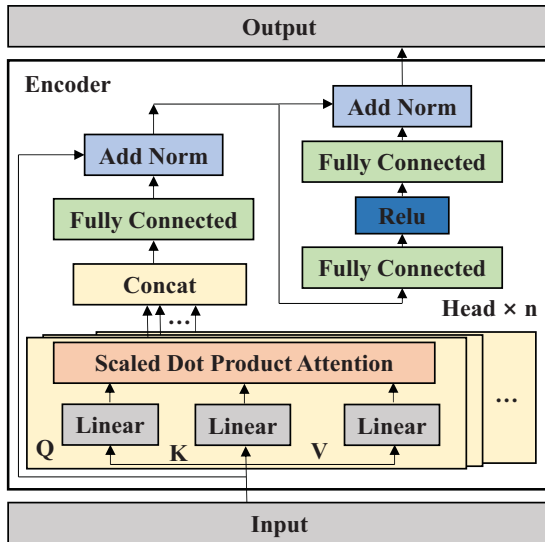 Output
Encoder
Add Norm
Add Norm
Fully Connected
Fully Connected
Relu
Fully Connected
Concat
...
Head × n
Scaled Dot Product Attention
...
Linear
Linear
Linear
Q
K
V
Input